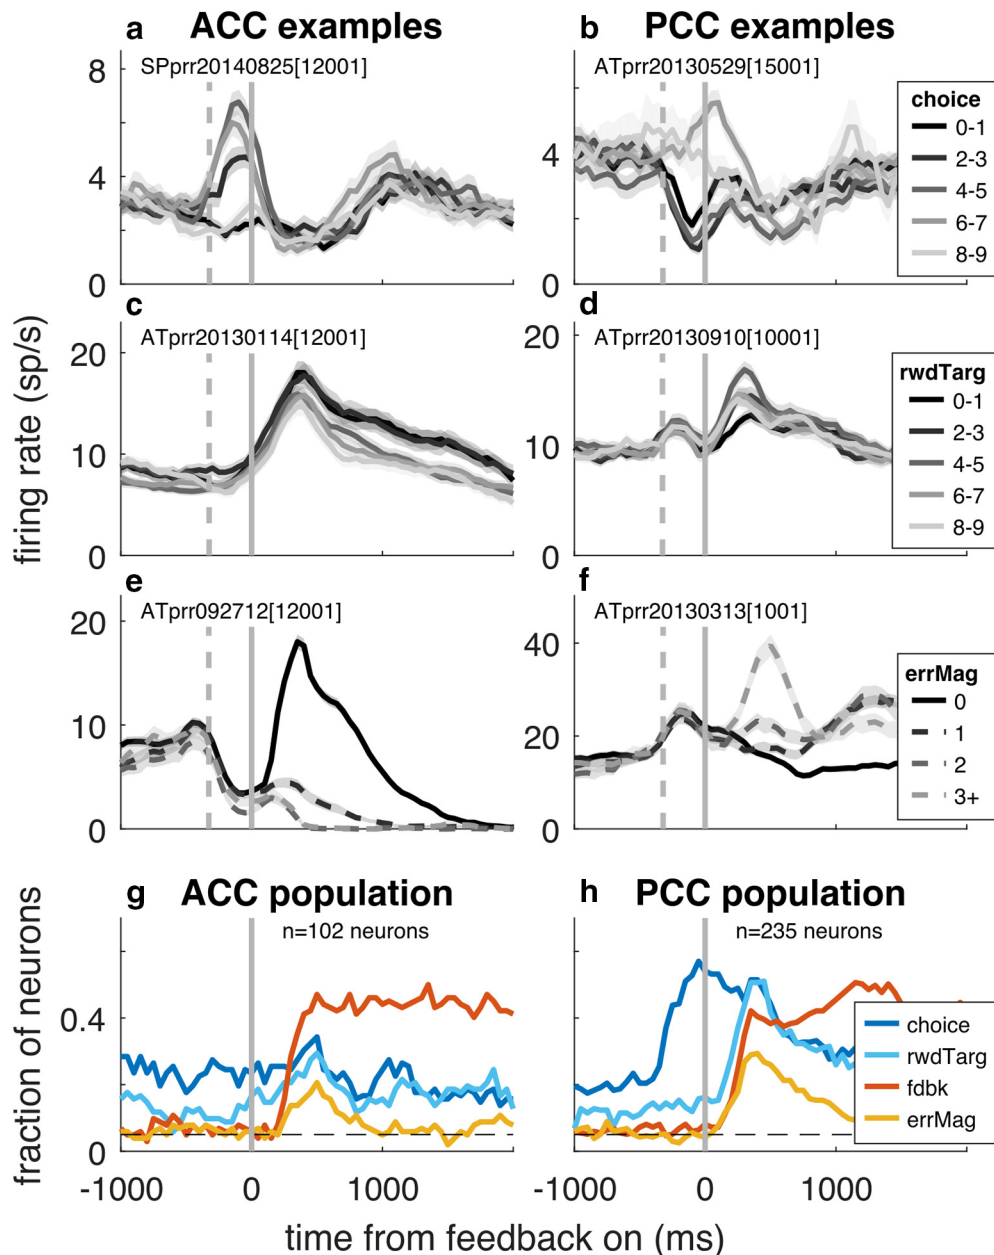 a ACC examples
b PCC examples
SPprr20140825[12001]
ATprr20130529[15001]
8
4
0
4
0
choice
0-1
2-3
4-5
6-7
8-9
firing rate (sp/s)
c
d
ATprr20130114[12001]
ATprr20130910[10001]
20
10
0
20
10
0
rwdTarg
0-1
2-3
4-5
6-7
8-9
e
f
ATprr092712[12001]
ATprr20130313[1001]
20
10
0
40
20
0
errMag
0
1
2
3+
g ACC population
h PCC population
n=102 neurons
n=235 neurons
fraction of neurons
0.4
0
choice
rwdTarg
fdbk
errMag
-1000 0 1000
-1000 0 1000
time from feedback on (ms)